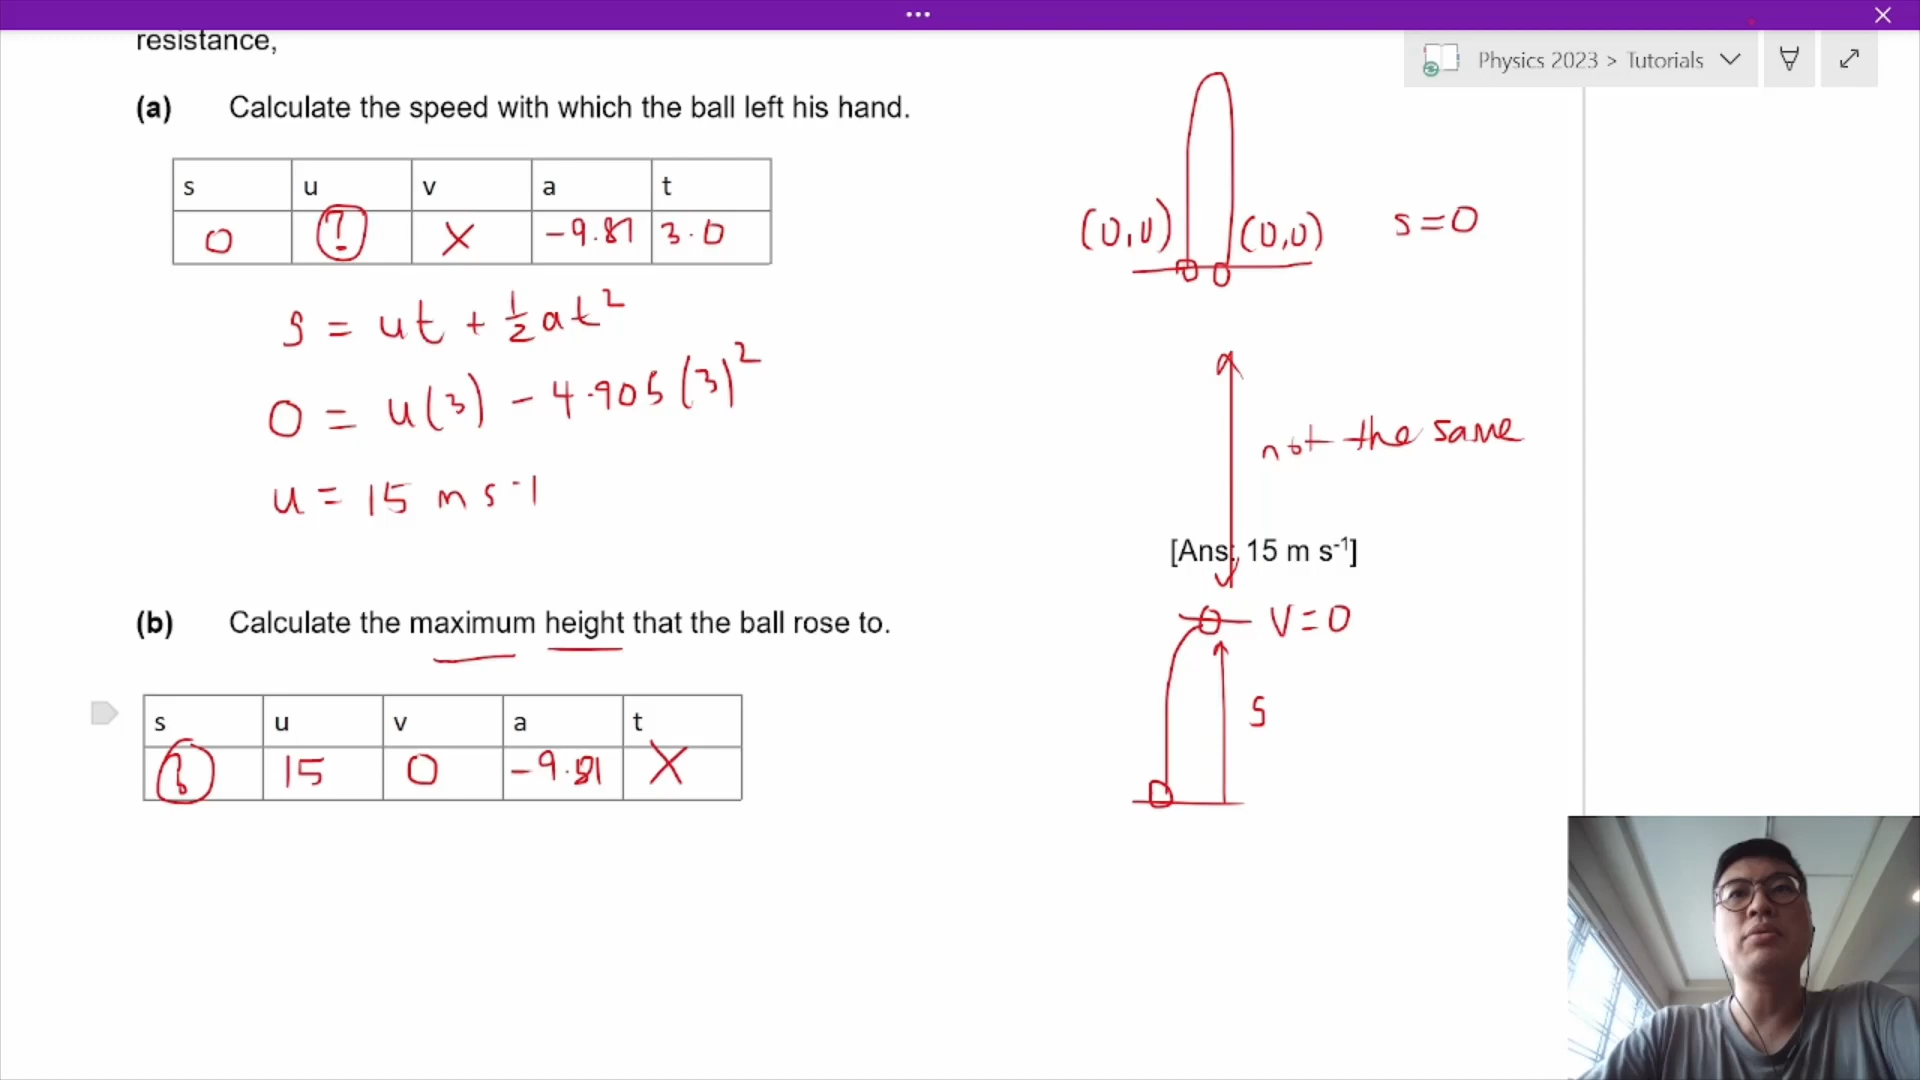 resistance,
Physics 2023 > Tutorials
(a) Calculate the speed with which the ball left his hand.
s u v a t
0 ? X -9.81 3.0
(0,0) (0,0) s=0
s = ut + ½at²
0 = u(3) - 4.905(3)²
not the same
u = 15 m s⁻¹
[Ans: 15 m s⁻¹]
(b) Calculate the maximum height that the ball rose to.
V=0
s u v a t
? 15 0 -9.81 X
S